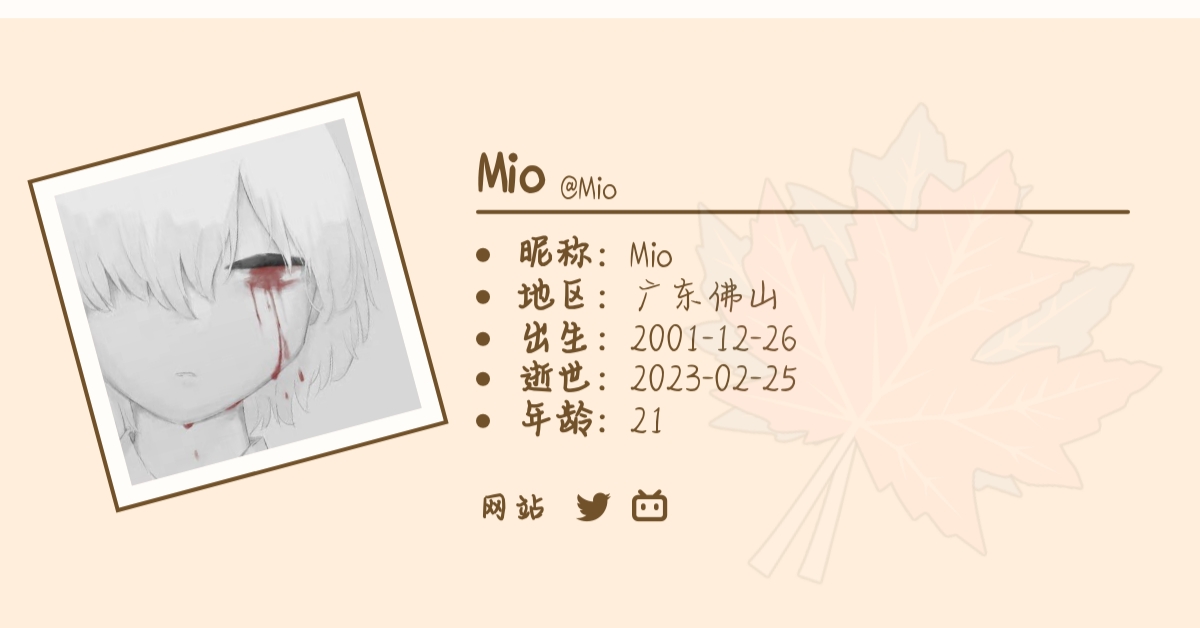 Mio @Mio
昵称： Mio
地区： 广东佛山
出生： 2001-12-26
逝世： 2023-02-25
年龄： 21
网站